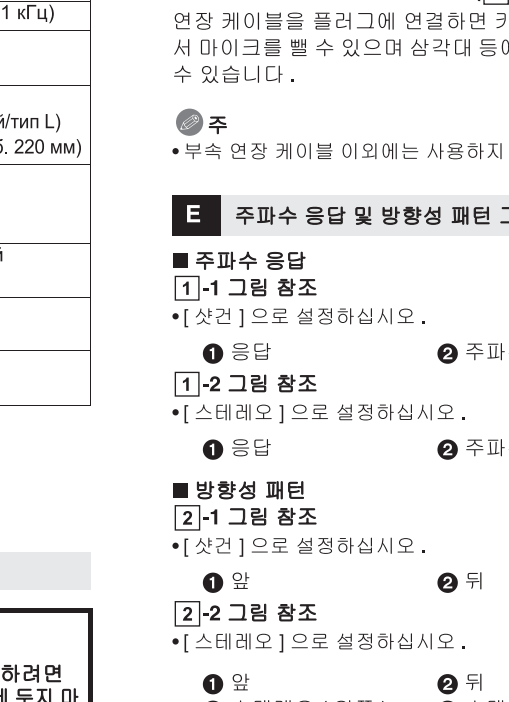 1 кГц)
тип L)
220 мм)
하려면
두지 마
연장 케이블을 플러그에 연결하면
서 마이크를 뺄 수 있으며 삼각대 등에
수 있습니다.
주
• 부속 연장 케이블 이외에는 사용하지
E 주파수 응답 및 방향성 패턴
■ 주파수 응답
1-1 그림 참조
• [ 샷건 ] 으로 설정하십시오.
❶ 응답 ❷ 주파
1-2 그림 참조
• [ 스테레오 ] 으로 설정하십시오.
❶ 응답 ❷ 주파
■ 방향성 패턴
2-1 그림 참조
• [ 샷건 ] 으로 설정하십시오.
❶ 앞 ❷ 뒤
2-2 그림 참조
• [ 스테레오 ] 으로 설정하십시오.
❶ 앞 ❷ 뒤